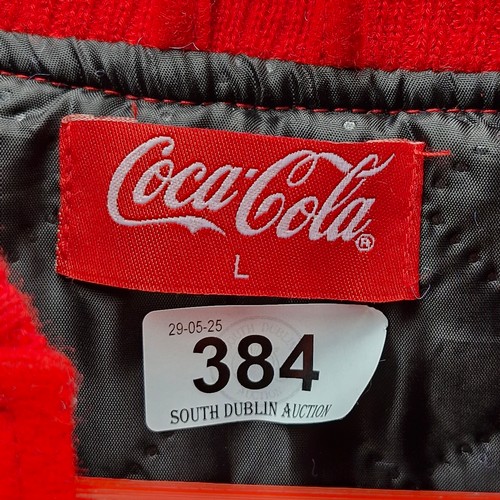 Coca-Cola®
L
29-05-25
384
SOUTH DUBLIN AUCTION